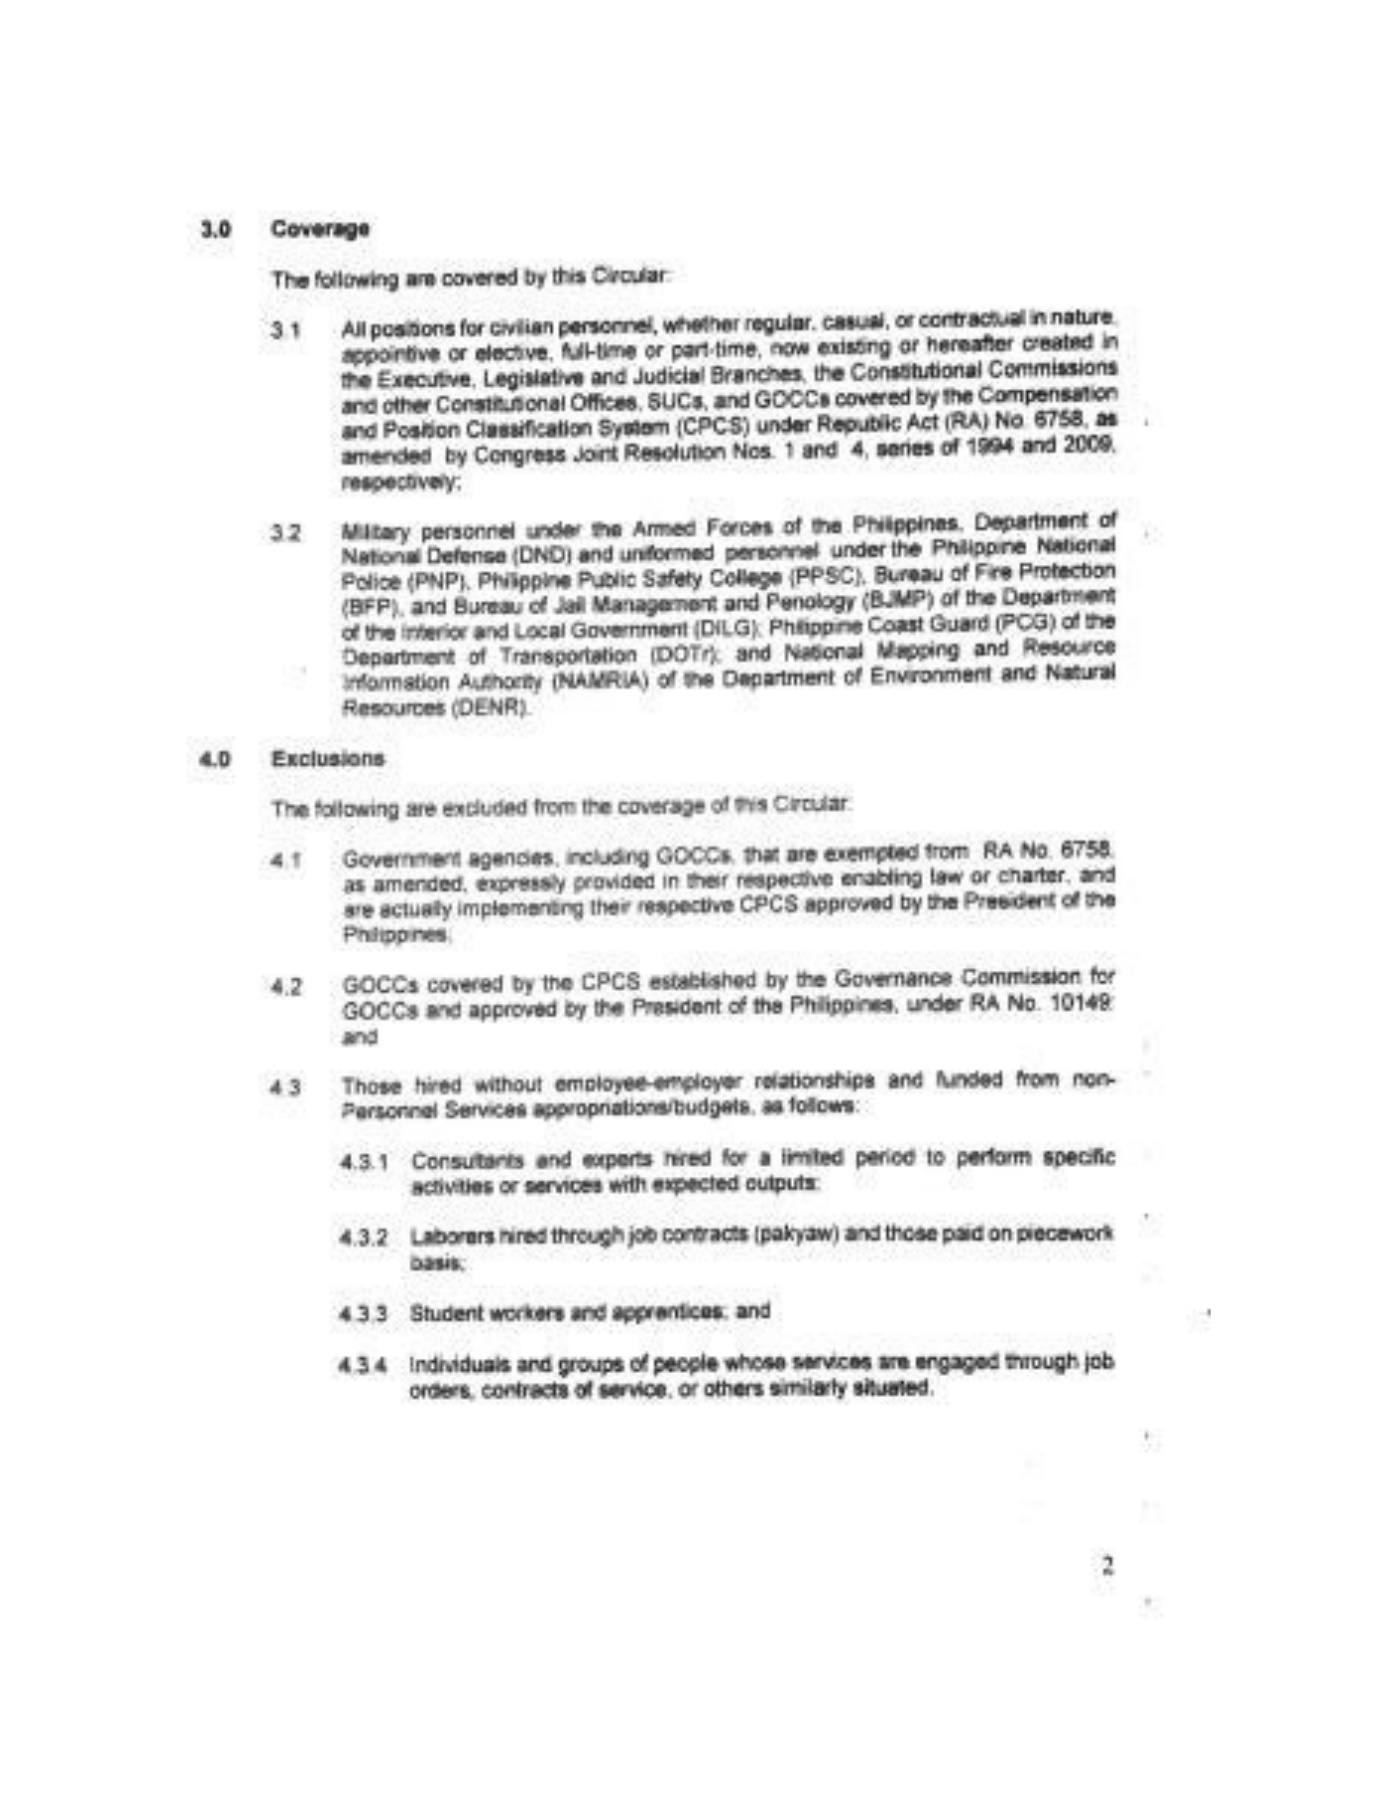 3.0 Coverage
The following are covered by this Circular:
3.1 All positions for civilian personnel, whether regular, casual, or contractual in nature,
appointive or elective, full-time or part-time, now existing or hereafter created in
the Executive, Legislative and Judicial Branches, the Constitutional Commissions
and other Constitutional Offices, SUCs, and GOCCs covered by the Compensation
and Position Classification System (CPCS) under Republic Act (RA) No. 6758, as
amended by Congress Joint Resolution Nos. 1 and 4, series of 1994 and 2009,
respectively;
3.2 Military personnel under the Armed Forces of the Philippines, Department of
National Defense (DND) and uniformed personnel under the Philippine National
Police (PNP), Philippine Public Safety College (PPSC), Bureau of Fire Protection
(BFP), and Bureau of Jail Management and Penology (BJMP) of the Department
of the Interior and Local Government (DILG); Philippine Coast Guard (PCG) of the
Department of Transportation (DOTr); and National Mapping and Resource
Information Authority (NAMRIA) of the Department of Environment and Natural
Resources (DENR).
4.0 Exclusions
The following are excluded from the coverage of this Circular:
4.1 Government agencies, including GOCCs, that are exempted from RA No. 6758,
as amended, expressly provided in their respective enabling law or charter, and
are actually implementing their respective CPCS approved by the President of the
Philippines;
4.2 GOCCs covered by the CPCS established by the Governance Commission for
GOCCs and approved by the President of the Philippines, under RA No. 10149;
and
4.3 Those hired without employee-employer relationships and funded from non-
Personnel Services appropriations/budgets, as follows:
4.3.1 Consultants and experts hired for a limited period to perform specific
activities or services with expected outputs;
4.3.2 Laborers hired through job contracts (pakyaw) and those paid on piecework
basis;
4.3.3 Student workers and apprentices; and
4.3.4 Individuals and groups of people whose services are engaged through job
orders, contracts of service, or others similarly situated.
2